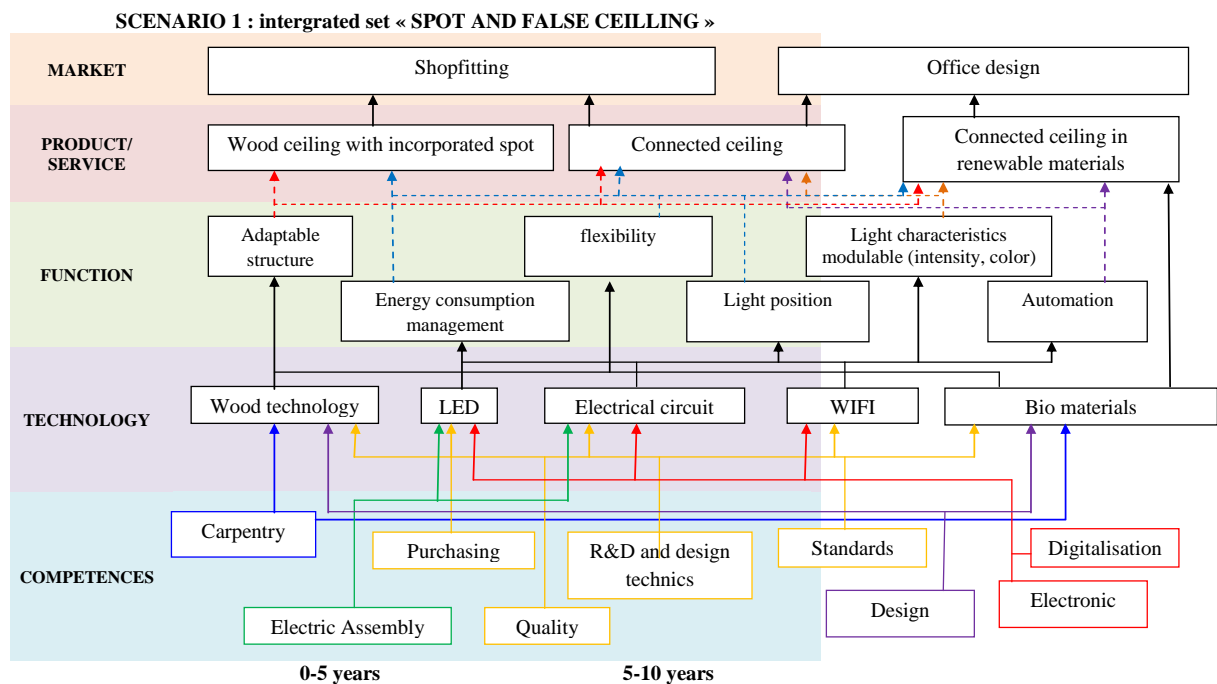 SCENARIO 1 : intergrated set « SPOT AND FALSE CEILLING »
MARKET
Shopfitting
Office design
PRODUCT/
SERVICE
Wood ceiling with incorporated spot
Connected ceiling
Connected ceiling in
renewable materials
FUNCTION
Adaptable
structure
flexibility
Light characteristics
modulable (intensity, color)
Energy consumption
management
Light position
Automation
TECHNOLOGY
Wood technology
LED
Electrical circuit
WIFI
Bio materials
COMPETENCES
Carpentry
Purchasing
R&D and design
technics
Standards
Digitalisation
Electric Assembly
Quality
Design
Electronic
0-5 years
5-10 years